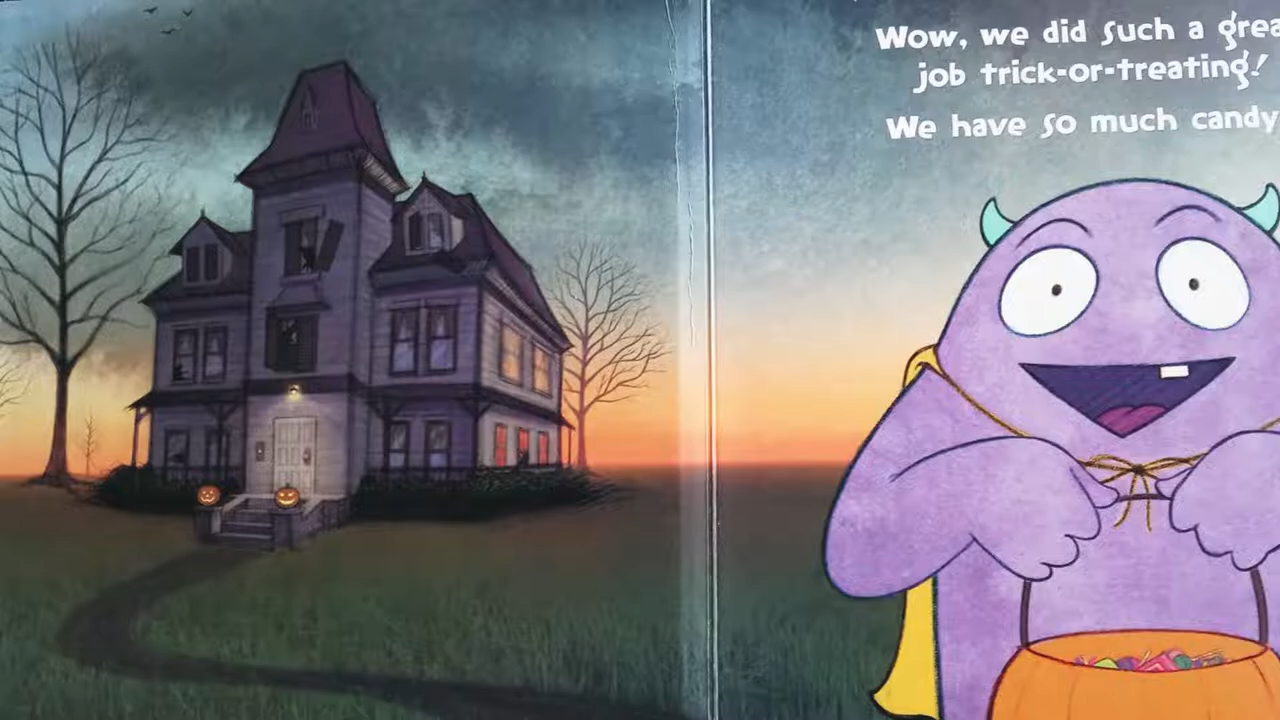 Wow, we did such a grea
job trick-or-treating!
We have so much candy